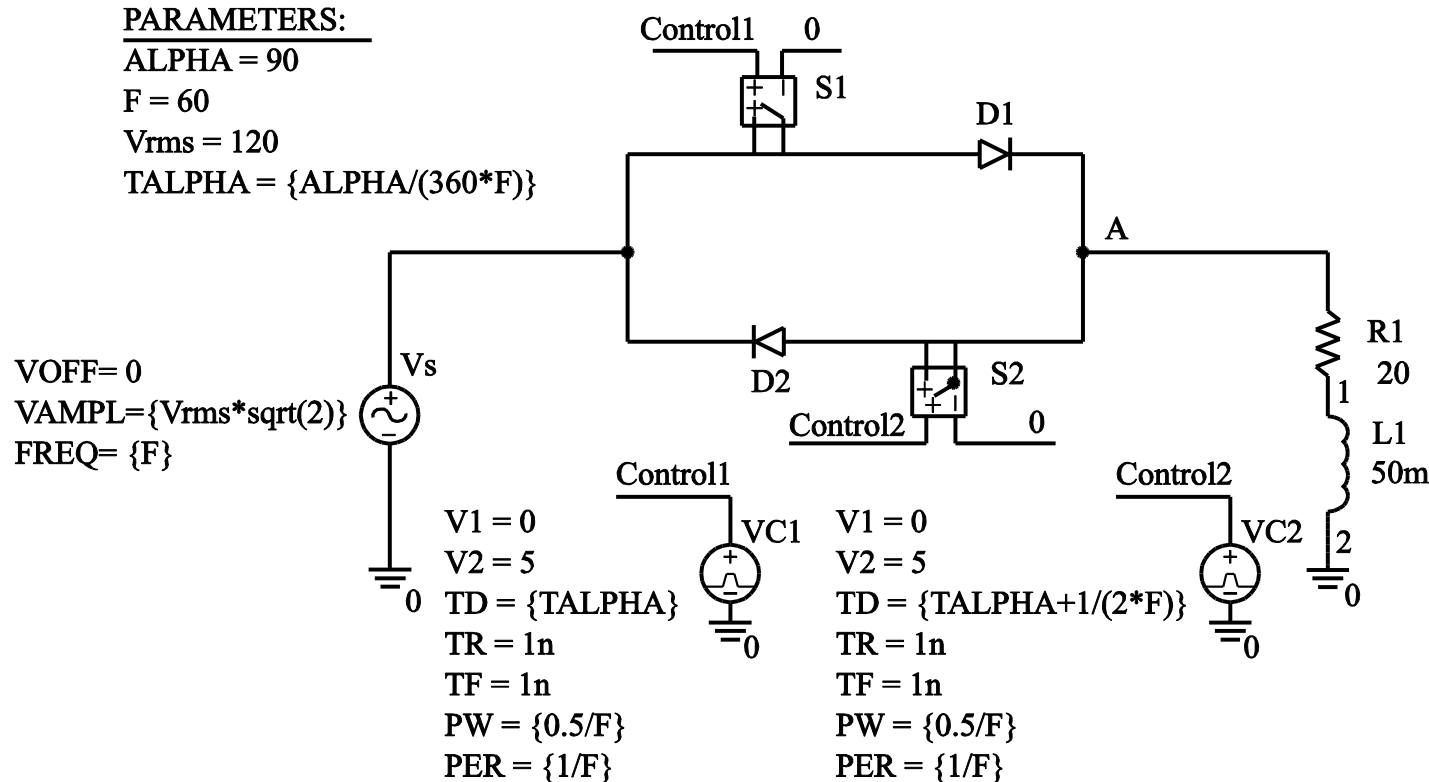 PARAMETERS:
ALPHA = 90
F = 60
Vrms = 120
TALPHA = {ALPHA/(360*F)}
Control1
0
S1
D1
A
D2
S2
Control2
0
R1
20
1
L1
50m
2
0
VOFF= 0
VAMPL={Vrms*sqrt(2)}
FREQ= {F}
Vs
0
Control1
VC1
0
V1 = 0
V2 = 5
TD = {TALPHA}
TR = 1n
TF = 1n
PW = {0.5/F}
PER = {1/F}
Control2
VC2
0
V1 = 0
V2 = 5
TD = {TALPHA+1/(2*F)}
TR = 1n
TF = 1n
PW = {0.5/F}
PER = {1/F}